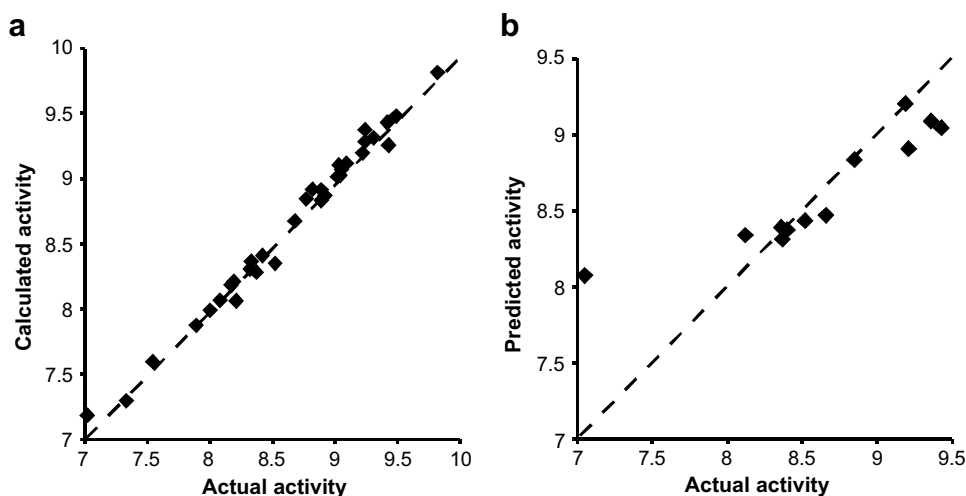 a
10
9.5
9
8.5
8
7.5
7
Calculated activity
7 7.5 8 8.5 9 9.5 10
Actual activity
b
9.5
9
8.5
8
7.5
7
Predicted activity
7 7.5 8 8.5 9 9.5
Actual activity